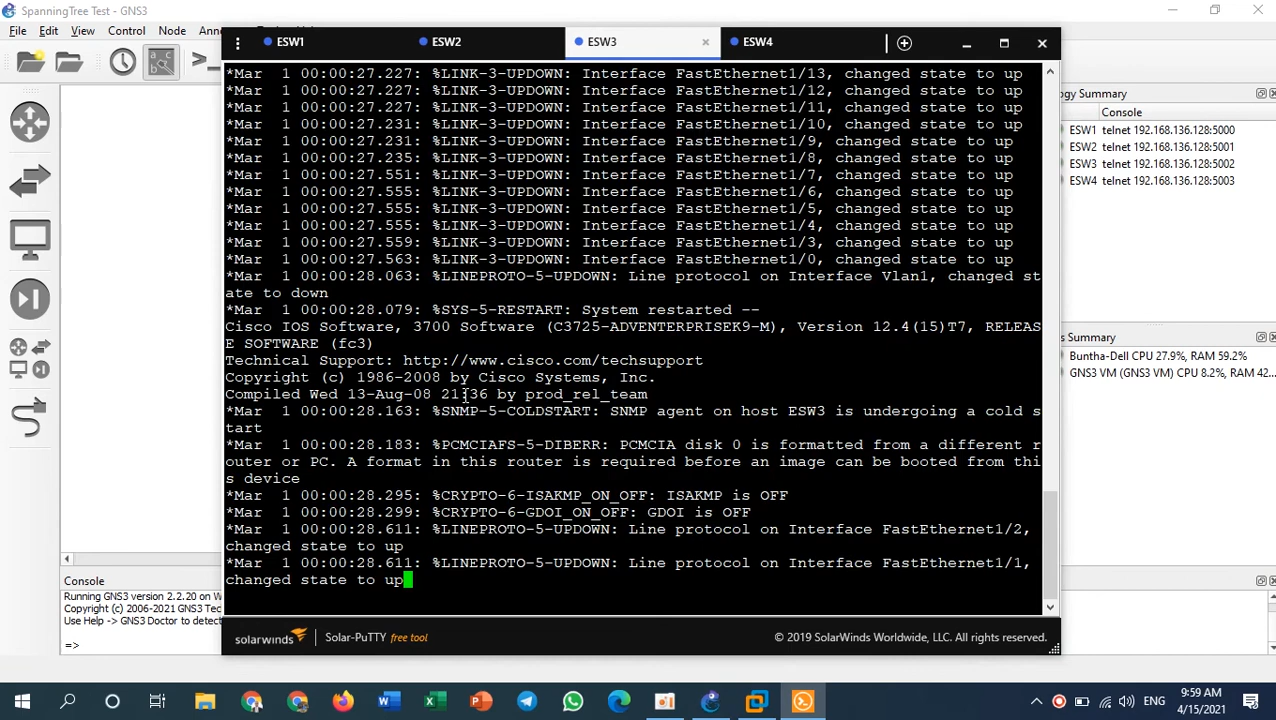 SpanningTree Test - GNS3
File Edit View Control Node Ann
ESW1 ESW2 ESW3 × ESW4
*Mar  1 00:00:27.227: %LINK-3-UPDOWN: Interface FastEthernet1/13, changed state to up
*Mar  1 00:00:27.227: %LINK-3-UPDOWN: Interface FastEthernet1/12, changed state to up
*Mar  1 00:00:27.227: %LINK-3-UPDOWN: Interface FastEthernet1/11, changed state to up
*Mar  1 00:00:27.231: %LINK-3-UPDOWN: Interface FastEthernet1/10, changed state to up
*Mar  1 00:00:27.231: %LINK-3-UPDOWN: Interface FastEthernet1/9, changed state to up
*Mar  1 00:00:27.235: %LINK-3-UPDOWN: Interface FastEthernet1/8, changed state to up
*Mar  1 00:00:27.551: %LINK-3-UPDOWN: Interface FastEthernet1/7, changed state to up
*Mar  1 00:00:27.555: %LINK-3-UPDOWN: Interface FastEthernet1/6, changed state to up
*Mar  1 00:00:27.555: %LINK-3-UPDOWN: Interface FastEthernet1/5, changed state to up
*Mar  1 00:00:27.555: %LINK-3-UPDOWN: Interface FastEthernet1/4, changed state to up
*Mar  1 00:00:27.559: %LINK-3-UPDOWN: Interface FastEthernet1/3, changed state to up
*Mar  1 00:00:27.563: %LINK-3-UPDOWN: Interface FastEthernet1/0, changed state to up
*Mar  1 00:00:28.063: %LINEPROTO-5-UPDOWN: Line protocol on Interface Vlan1, changed st
ate to down
*Mar  1 00:00:28.079: %SYS-5-RESTART: System restarted --
Cisco IOS Software, 3700 Software (C3725-ADVENTERPRISEK9-M), Version 12.4(15)T7, RELEAS
E SOFTWARE (fc3)
Technical Support: http://www.cisco.com/techsupport
Copyright (c) 1986-2008 by Cisco Systems, Inc.
Compiled Wed 13-Aug-08 21:36 by prod_rel_team
*Mar  1 00:00:28.163: %SNMP-5-COLDSTART: SNMP agent on host ESW3 is undergoing a cold s
tart
*Mar  1 00:00:28.183: %PCMCIAFS-5-DIBERR: PCMCIA disk 0 is formatted from a different r
outer or PC. A format in this router is required before an image can be booted from thi
s device
*Mar  1 00:00:28.295: %CRYPTO-6-ISAKMP_ON_OFF: ISAKMP is OFF
*Mar  1 00:00:28.299: %CRYPTO-6-GDOI_ON_OFF: GDOI is OFF
*Mar  1 00:00:28.611: %LINEPROTO-5-UPDOWN: Line protocol on Interface FastEthernet1/2,
changed state to up
*Mar  1 00:00:28.611: %LINEPROTO-5-UPDOWN: Line protocol on Interface FastEthernet1/1,
changed state to up
solarwinds Solar-PuTTY free tool © 2019 SolarWinds Worldwide, LLC. All rights reserved.
ogy Summary
Console
ESW1 telnet 192.168.136.128:5000
ESW2 telnet 192.168.136.128:5001
ESW3 telnet 192.168.136.128:5002
ESW4 telnet 192.168.136.128:5003
s Summary
Buntha-Dell CPU 27.9%, RAM 59.2%
GNS3 VM (GNS3 VM) CPU 8.2%, RAM 42...
Console
Running GNS3 version 2.2.20 on W
Copyright (c) 2006-2021 GNS3 Tec
Use Help -> GNS3 Doctor to detect
=>
ENG
9:59 AM
4/15/2021